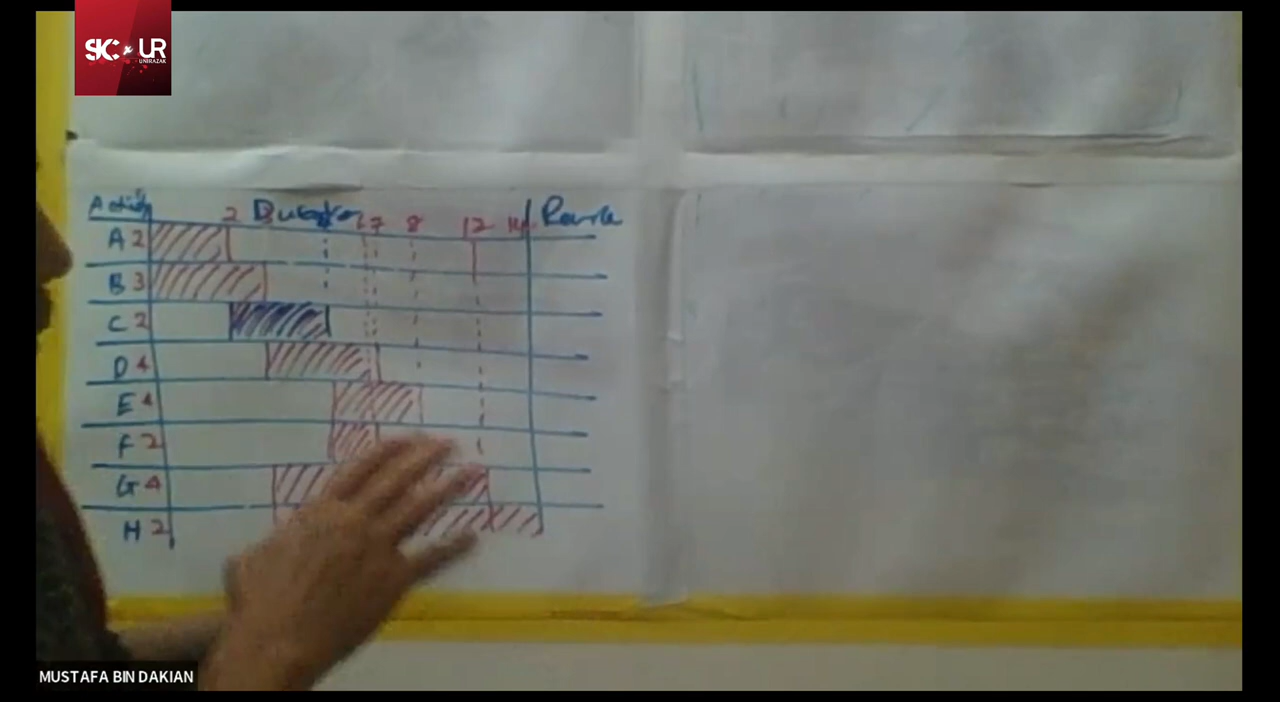 SKOUR
UNIRAZAK
Activity Duration Remark
2 7 8 12 14
A 2
B 3
C 2
D 4
E 4
F 2
G 4
H 2
MUSTAFA BIN DAKIAN